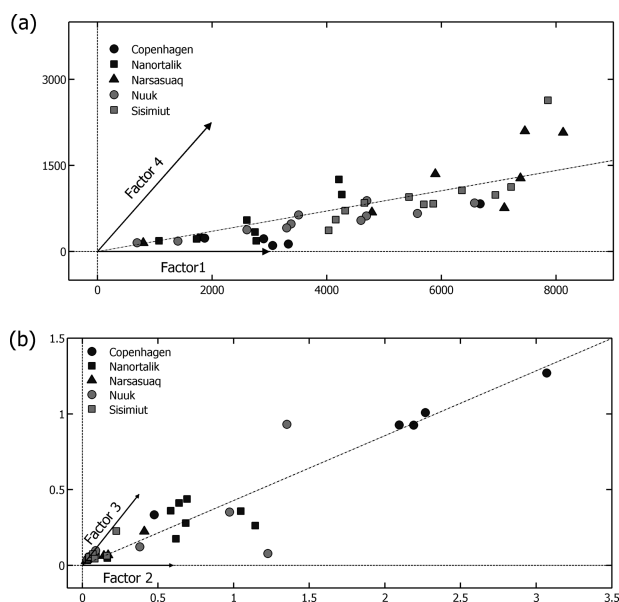 (a)
Copenhagen
Nanortalik
Narsasuaq
Nuuk
Sisimiut
4000
3000
1500
0
Factor 4
Factor1
0
2000
4000
6000
8000
(b)
1.5
Copenhagen
Nanortalik
Narsasuaq
Nuuk
Sisimiut
1
0.5
0
Factor 3
Factor 2
0
0.5
1
1.5
2
2.5
3
3.5